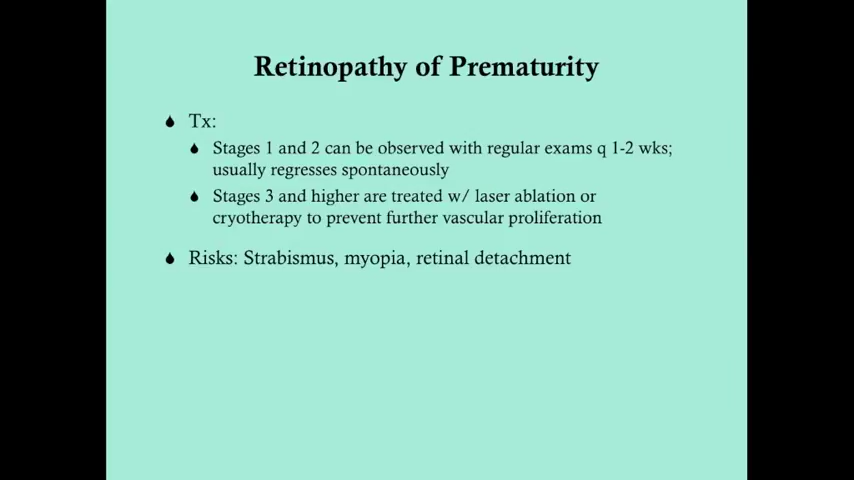 Retinopathy of Prematurity
Tx:
Stages 1 and 2 can be observed with regular exams q 1-2 wks;
usually regresses spontaneously
Stages 3 and higher are treated w/ laser ablation or
cryotherapy to prevent further vascular proliferation
Risks: Strabismus, myopia, retinal detachment